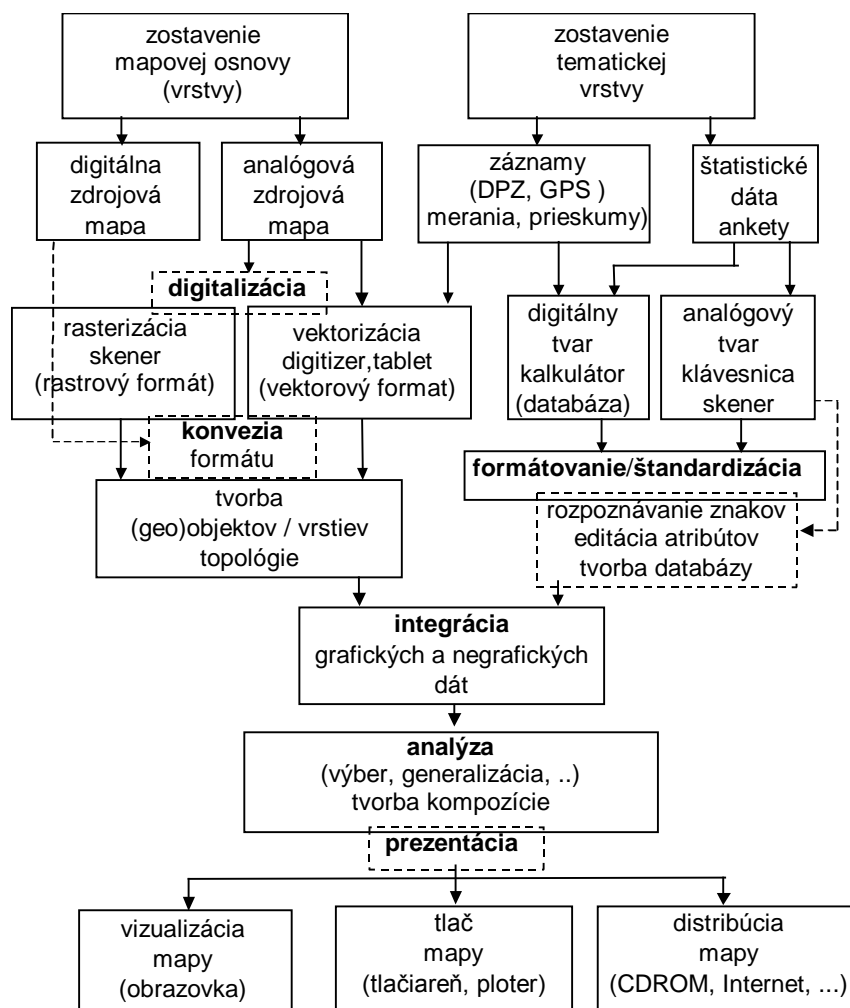 zostavenie
mapovej osnovy
(vrstvy)
zostavenie
tematickej
vrstvy
digitálna
zdrojová
mapa
analógová
zdrojová
mapa
záznamy
(DPZ, GPS )
merania, prieskumy)
štatistické
dáta
ankety
digitalizácia
rasterizácia
skener
(rastrový formát)
vektorizácia
digitizer,tablet
(vektorový format)
digitálny
tvar
kalkulátor
(databáza)
analógový
tvar
klávesnica
skener
konvezia
formátu
formátovanie/štandardizácia
tvorba
(geo)objektov / vrstiev
topológie
rozpoznávanie znakov
editácia atribútov
tvorba databázy
integrácia
grafických a negrafických
dát
analýza
(výber, generalizácia, ..)
tvorba kompozície
prezentácia
vizualizácia
mapy
(obrazovka)
tlač
mapy
(tlačiareň, ploter)
distribúcia
mapy
(CDROM, Internet, ...)